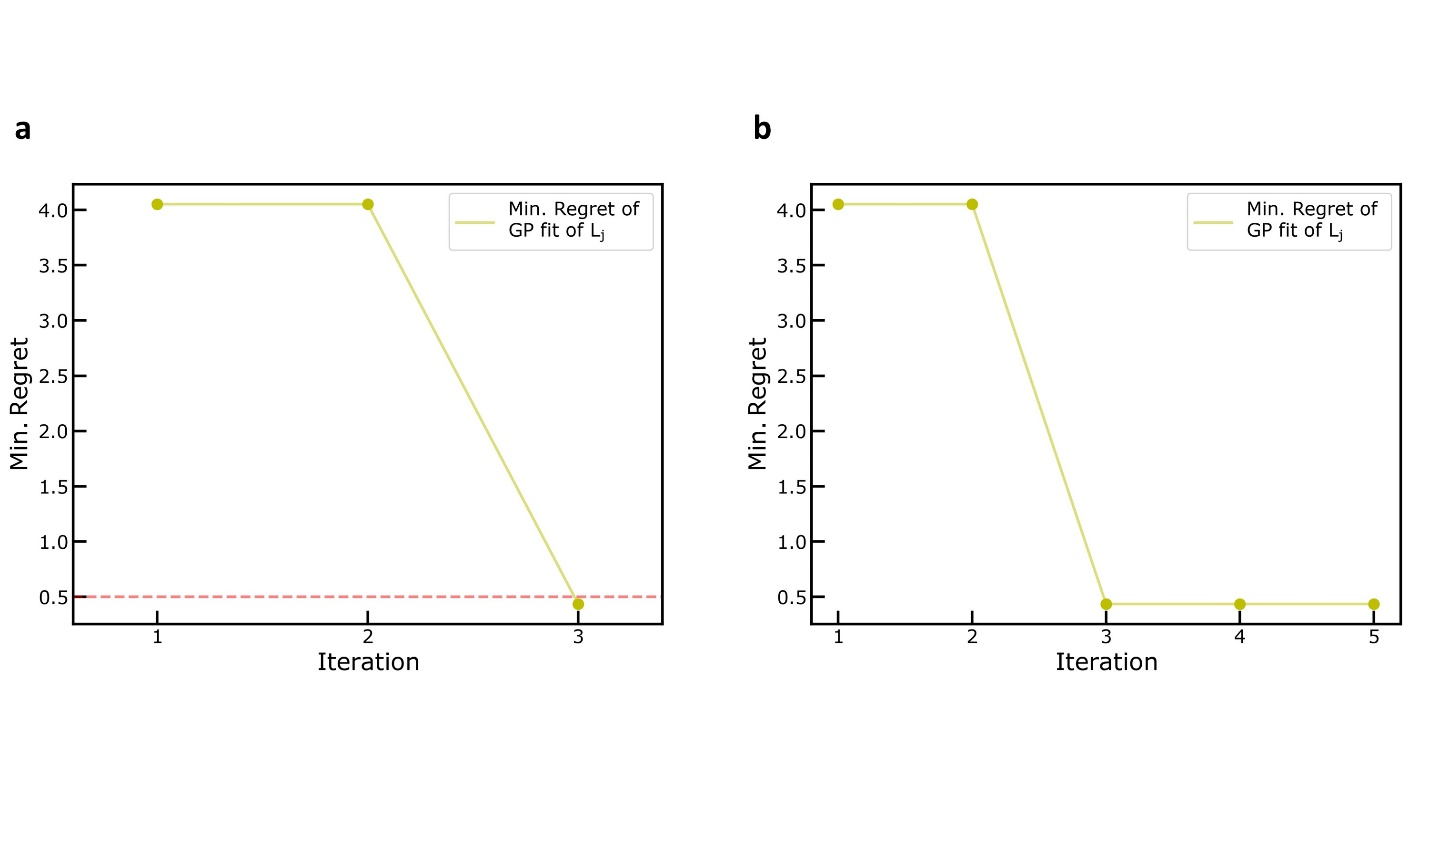 a
Min. Regret of
GP fit of Lj
4.0
3.5
3.0
2.5
2.0
1.5
1.0
0.5
Min. Regret
1 2 3
Iteration
b
Min. Regret of
GP fit of Lj
4.0
3.5
3.0
2.5
2.0
1.5
1.0
0.5
Min. Regret
1 2 3 4 5
Iteration